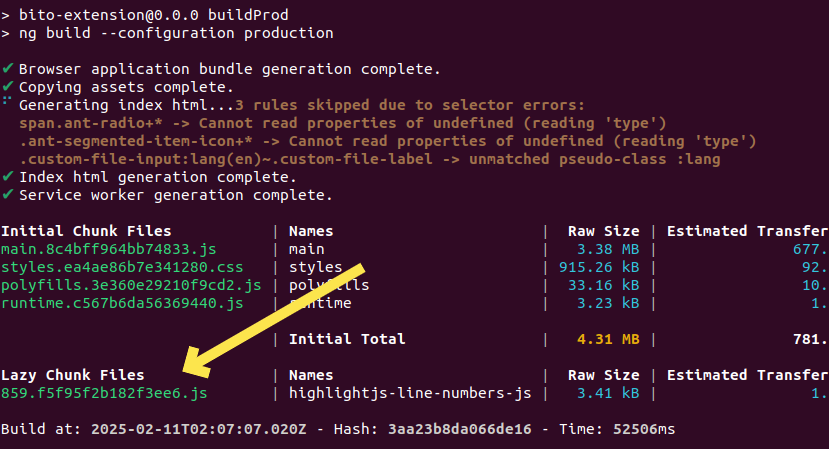 > bito-extension@0.0.0 buildProd
> ng build --configuration production
✔ Browser application bundle generation complete.
✔ Copying assets complete.
⠋ Generating index html...3 rules skipped due to selector errors:
span.ant-radio+* -> Cannot read properties of undefined (reading 'type')
.ant-segmented-item-icon+* -> Cannot read properties of undefined (reading 'type')
.custom-file-input:lang(en)~.custom-file-label -> unmatched pseudo-class :lang
✔ Index html generation complete.
✔ Service worker generation complete.
Initial Chunk Files | Names | Raw Size | Estimated Transfer
main.8c4bff964bb74833.js | main | 3.38 MB | 677.
styles.ea4ae86b7e341280.css | styles | 915.26 kB | 92.
polyfills.3e360e29210f9cd2.js | polyfills | 33.16 kB | 10.
runtime.c567b6da56369440.js | runtime | 3.23 kB | 1.
| Initial Total | 4.31 MB | 781.
Lazy Chunk Files | Names | Raw Size | Estimated Transfer
859.f5f95f2b182f3ee6.js | highlightjs-line-numbers-js | 3.41 kB | 1.
Build at: 2025-02-11T02:07:07.020Z - Hash: 3aa23b8da066de16 - Time: 52506ms